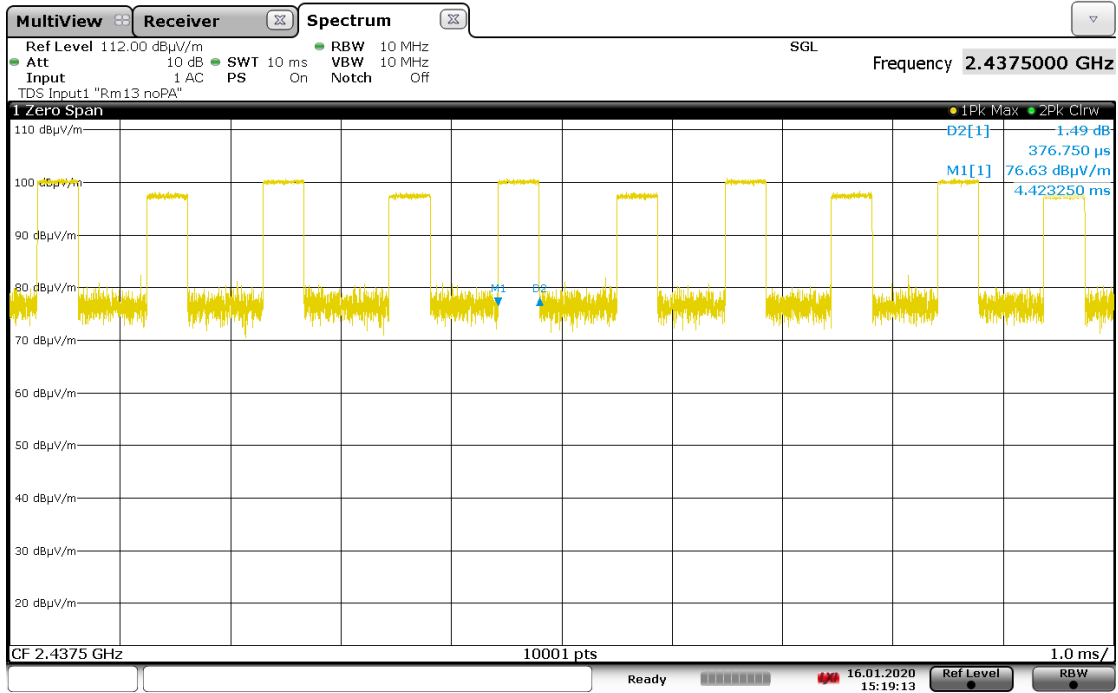 MultiView Receiver Spectrum
Ref Level 112.00 dBµV/m RBW 10 MHz SGL
Att 10 dB SWT 10 ms VBW 10 MHz Frequency 2.4375000 GHz
Input 1 AC PS On Notch Off
TDS Input1 "Rm13 noPA"
1 Zero Span 1Pk Max 2Pk Clrw
110 dBµV/m D2[1] 1.49 dB
376.750 µs
M1[1] 76.63 dBµV/m
100 dBµV/m 4.423250 ms
90 dBµV/m
80 dBµV/m M1 D2
70 dBµV/m
60 dBµV/m
50 dBµV/m
40 dBµV/m
30 dBµV/m
20 dBµV/m
CF 2.4375 GHz 10001 pts 1.0 ms/
Ready LXI 16.01.2020 Ref Level RBW
15:19:13